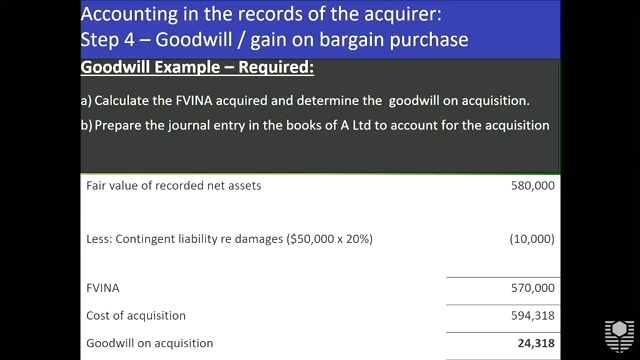 Accounting in the records of the acquirer:
Step 4 – Goodwill / gain on bargain purchase
Goodwill Example – Required:
a) Calculate the FVINA acquired and determine the goodwill on acquisition.
b) Prepare the journal entry in the books of A Ltd to account for the acquisition
Fair value of recorded net assets 580,000
Less: Contingent liability re damages ($50,000 x 20%) (10,000)
FVINA 570,000
Cost of acquisition 594,318
Goodwill on acquisition 24,318